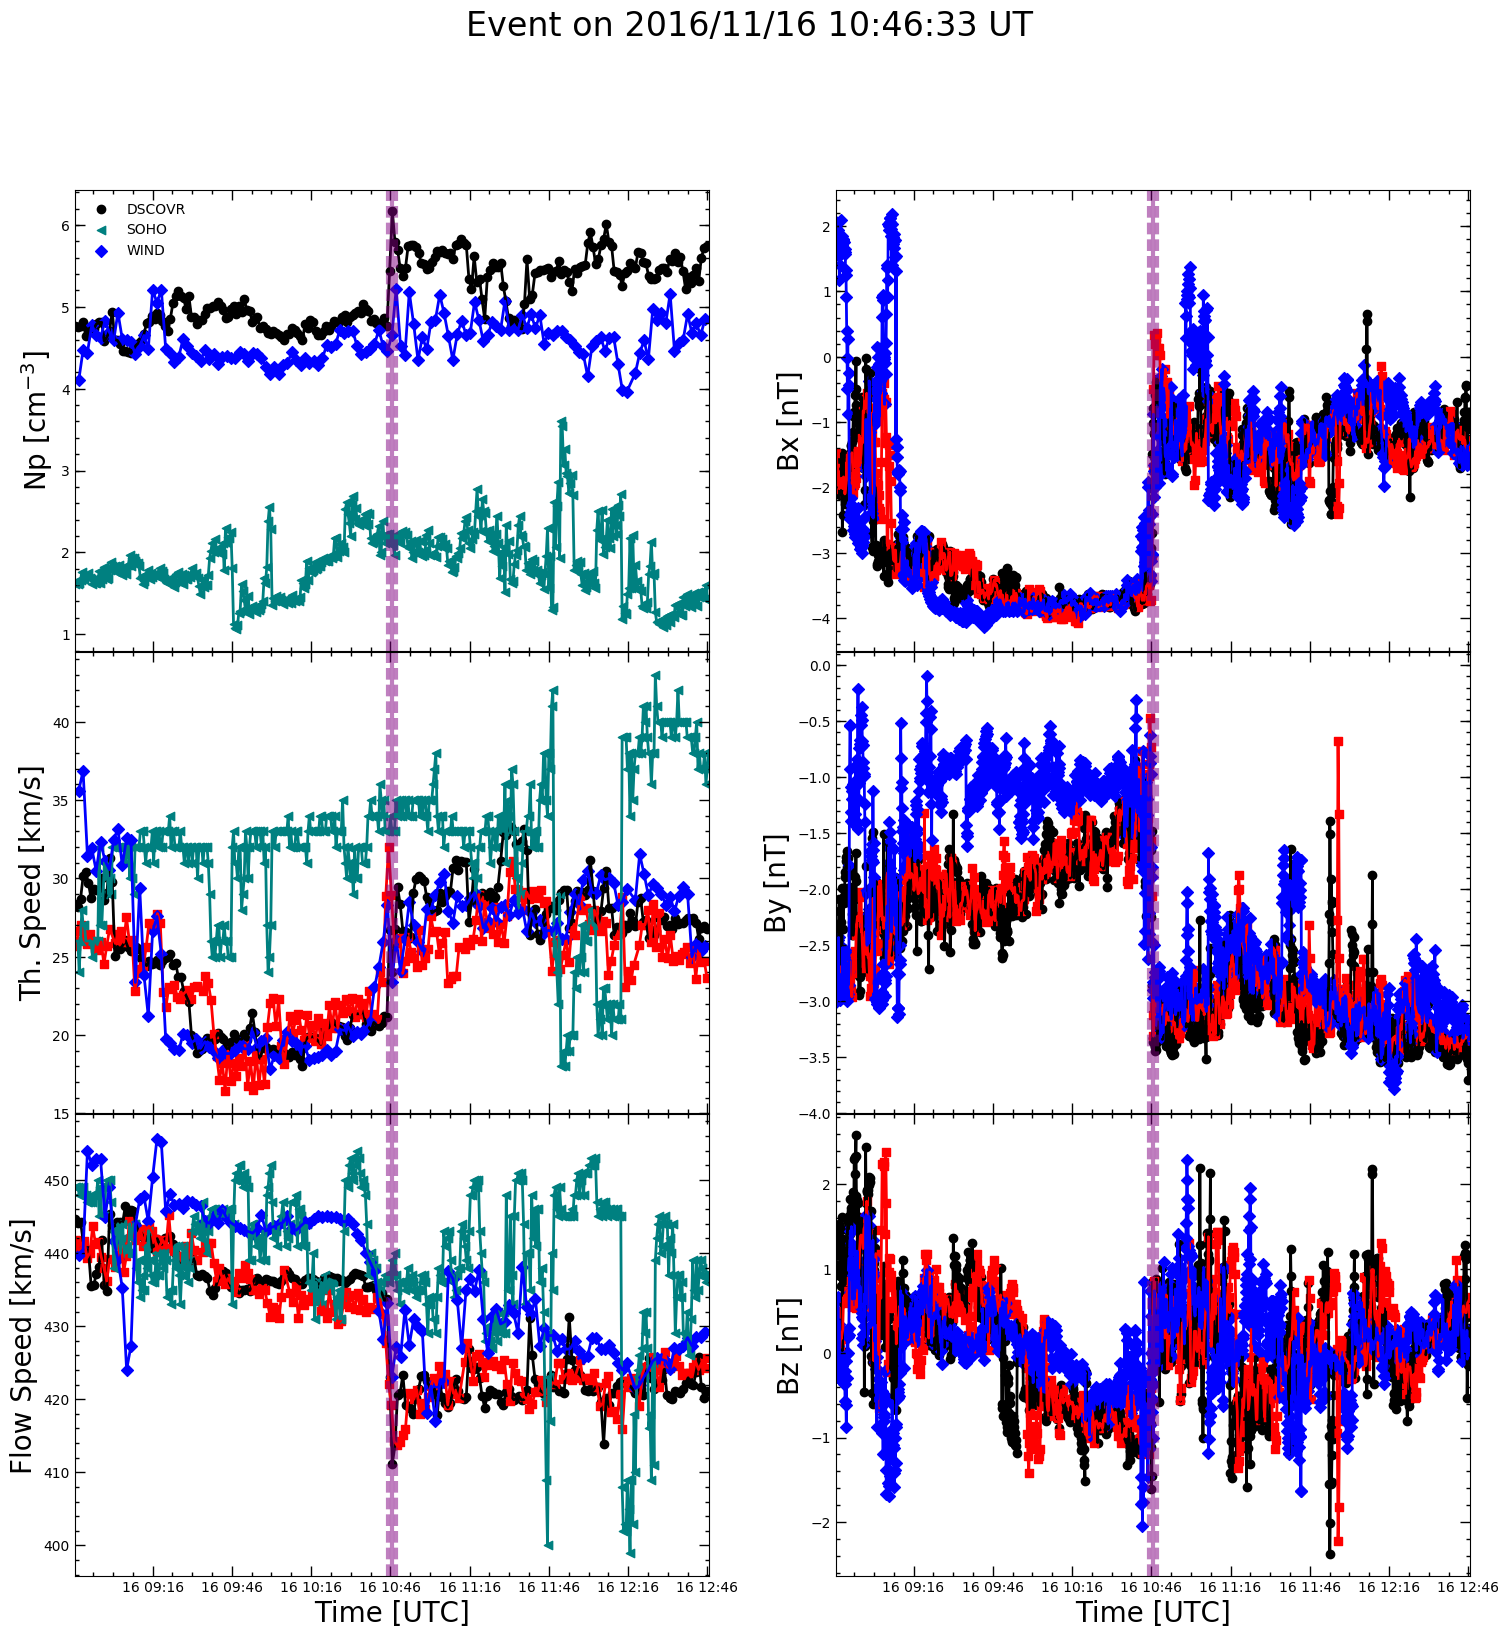 Event on 2016/11/16 10:46:33 UT
DSCOVR
SOHO
WIND
Np [cm⁻³]
6
5
4
3
2
1
Bx [nT]
2
1
0
−1
−2
−3
−4
Th. Speed [km/s]
40
35
30
25
20
15
By [nT]
0.0
−0.5
−1.0
−1.5
−2.0
−2.5
−3.0
−3.5
−4.0
Flow Speed [km/s]
450
440
430
420
410
400
Bz [nT]
2
1
0
−1
−2
16 09:16 16 09:46 16 10:16 16 10:46 16 11:16 16 11:46 16 12:16 16 12:46
Time [UTC]
16 09:16 16 09:46 16 10:16 16 10:46 16 11:16 16 11:46 16 12:16 16 12:46
Time [UTC]